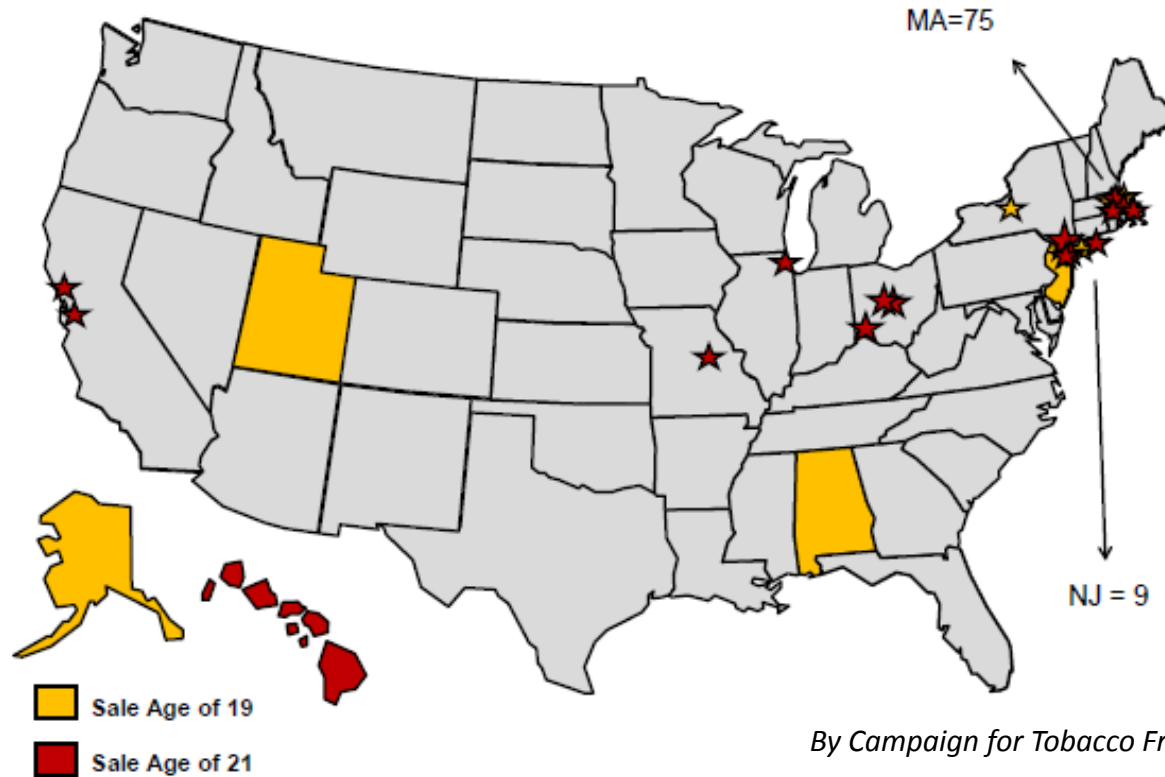 MA=75
NJ = 9
Sale Age of 19
Sale Age of 21
By Campaign for Tobacco Fr